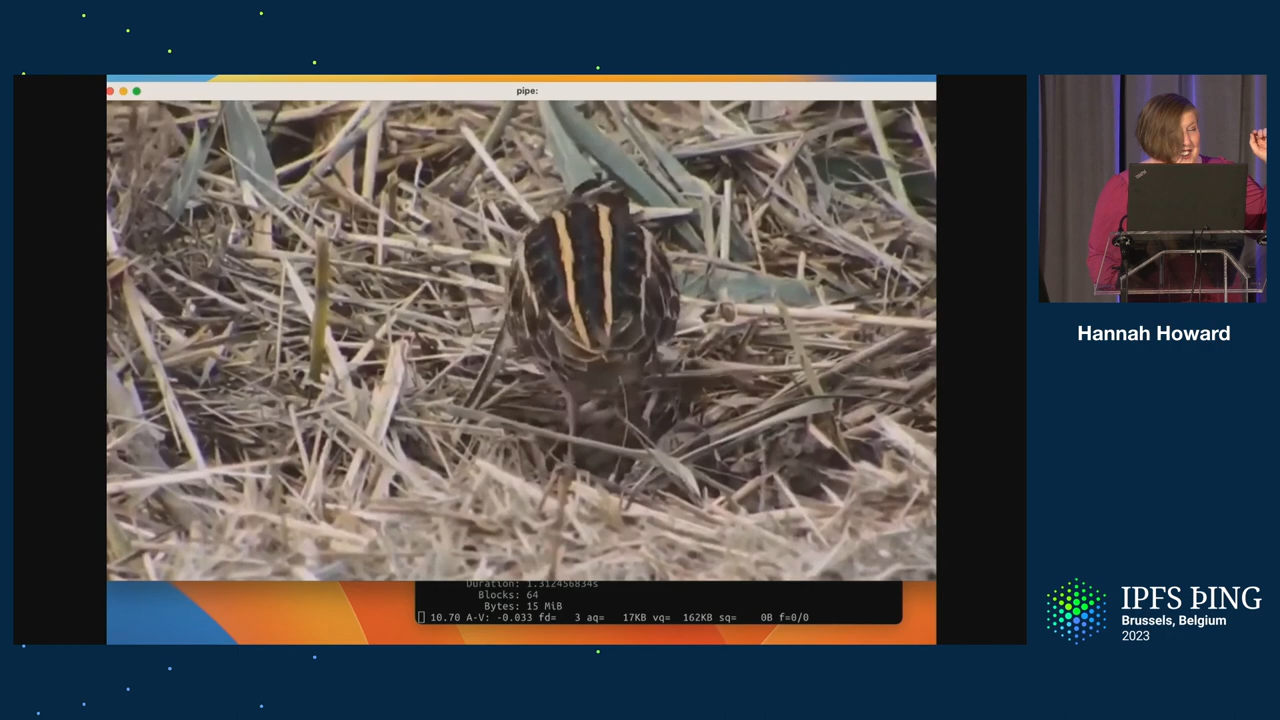 pipe:
Duration: 1.312456834s
Blocks: 64
Bytes: 15 MiB
10.70 A-V: -0.033 fd=   3 aq=   17KB vq=  162KB sq=    0B f=0/0
Hannah Howard
IPFS ÞING
Brussels, Belgium
2023